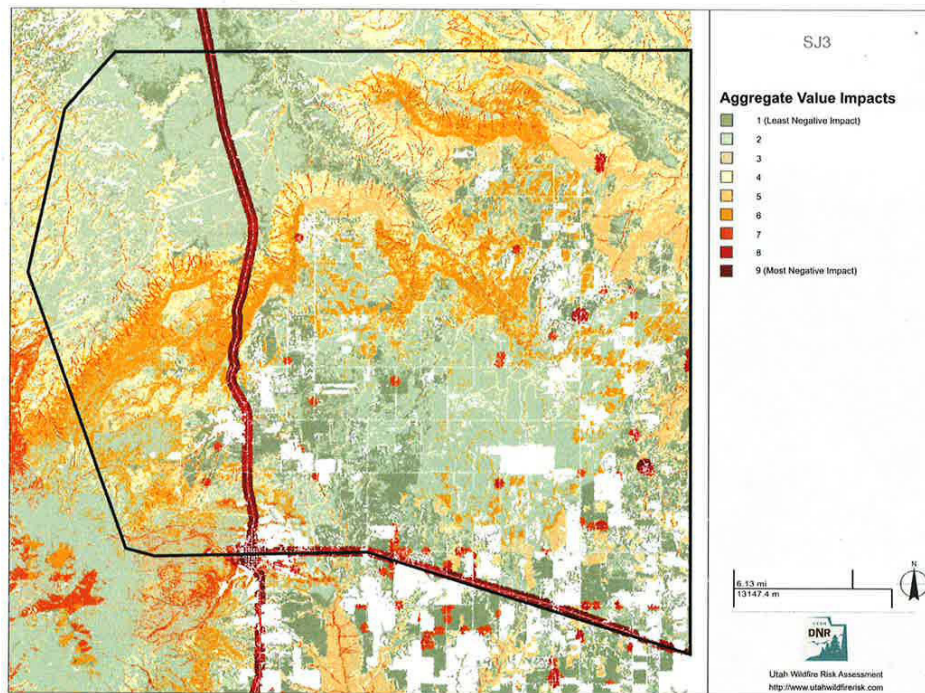 SJ3
Aggregate Value Impacts
1 (Least Negative Impact)
2
3
4
5
6
7
8
9 (Most Negative Impact)
N
6.13 mi
13147.4 m
UTAH
DNR
Utah Wildfire Risk Assessment
http://www.utahwildfirerisk.com